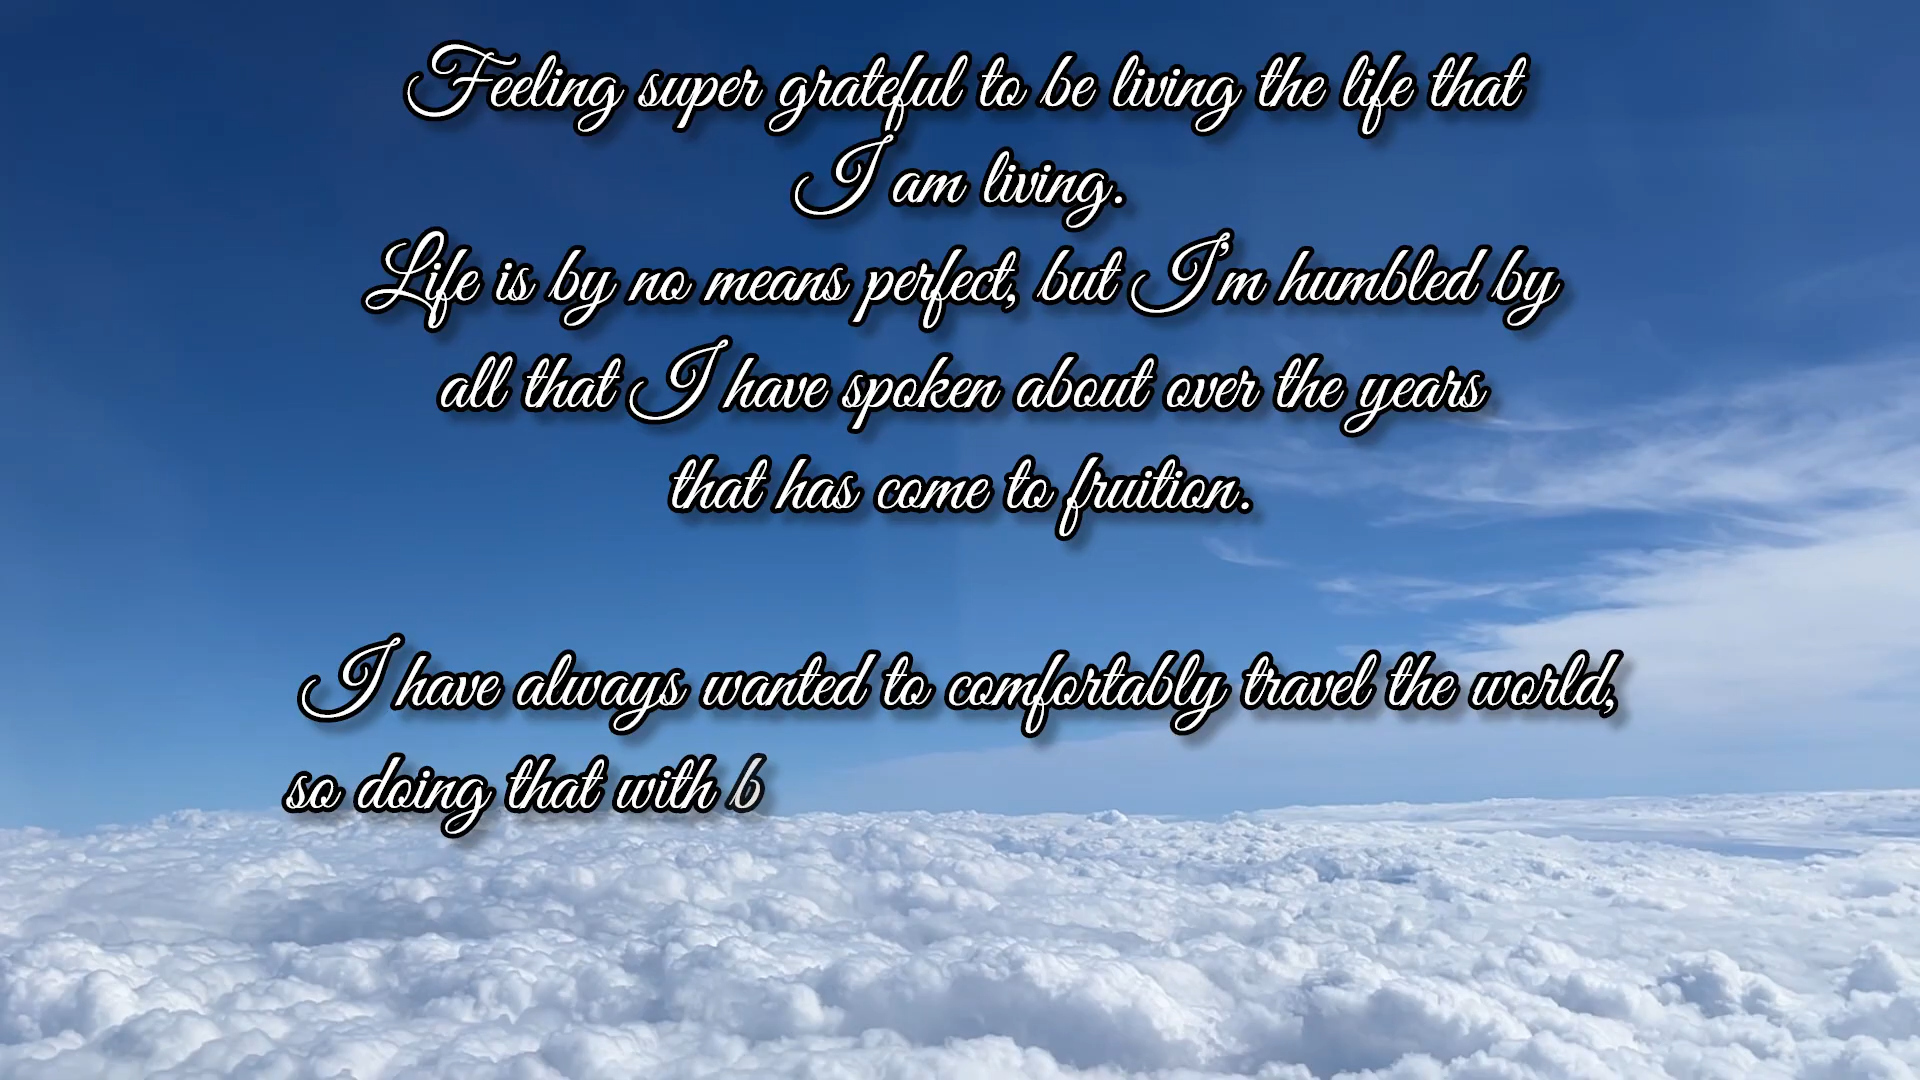 Feeling super grateful to be living the life that
I am living.
Life is by no means perfect, but I'm humbled by
all that I have spoken about over the years
that has come to fruition.
I have always wanted to comfortably travel the world,
so doing that with b